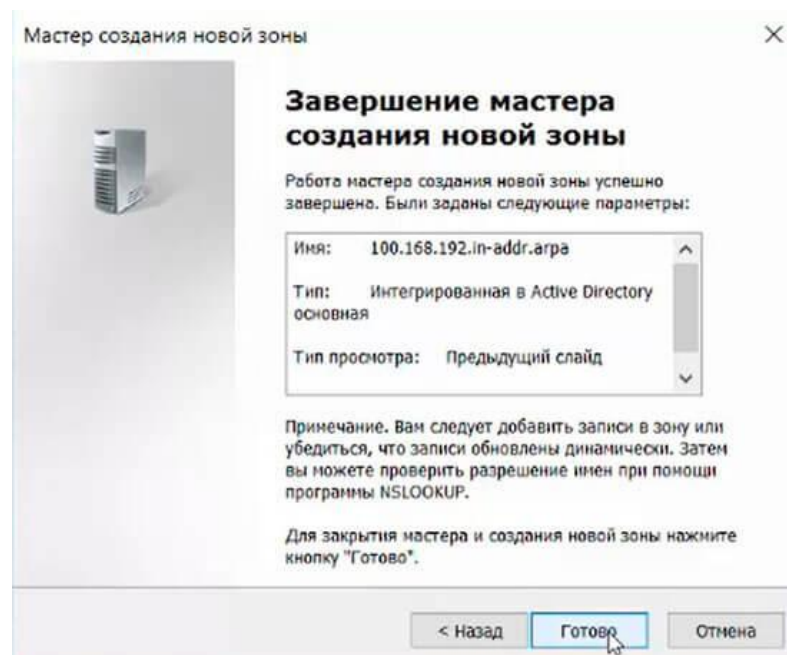 Мастер создания новой зоны
Завершение мастера
создания новой зоны
Работа мастера создания новой зоны успешно
завершена. Были заданы следующие параметры:
Имя: 100.168.192.in-addr.arpa
Тип: Интегрированная в Active Directory
основная
Тип просмотра: Предыдущий слайд
Примечание. Вам следует добавить записи в зону или
убедиться, что записи обновлены динамически. Затем
вы можете проверить разрешение имен при помощи
программы NSLOOKUP.
Для закрытия мастера и создания новой зоны нажмите
кнопку "Готово".
< Назад Готово Отмена